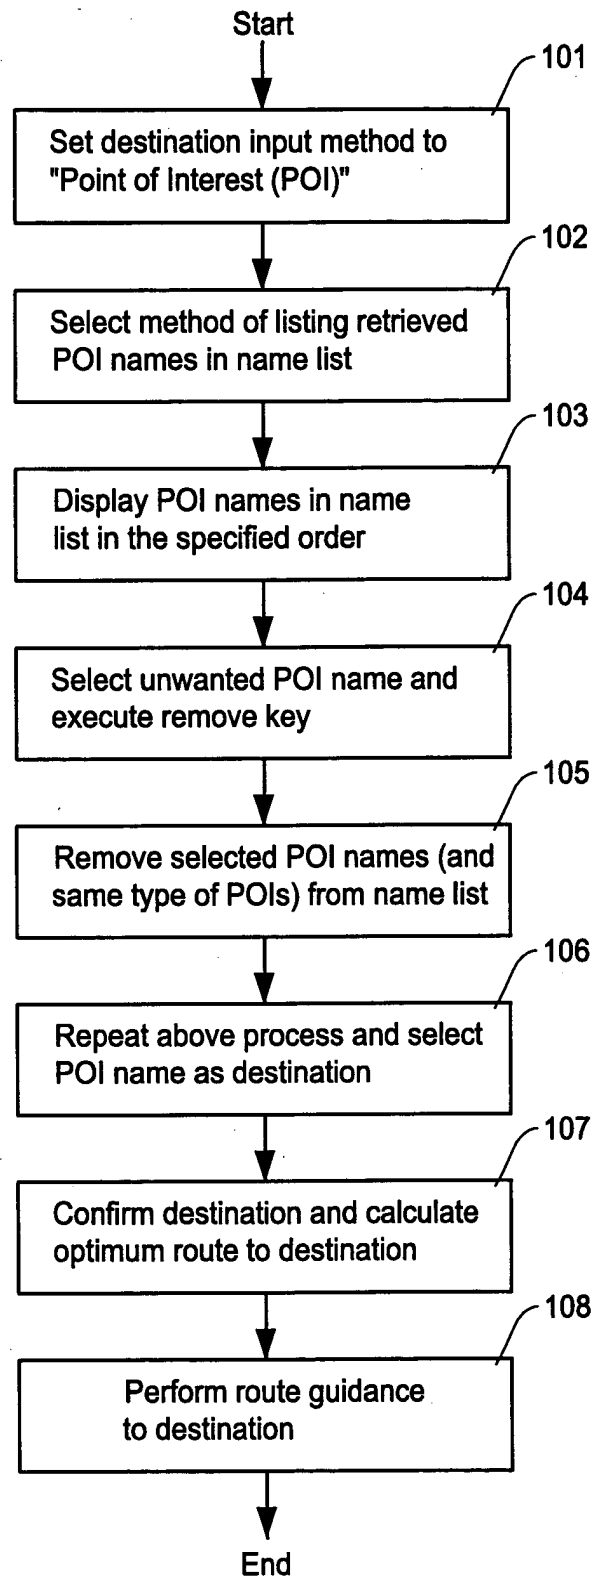 Start
101
Set destination input method to
"Point of Interest (POI)"
102
Select method of listing retrieved
POI names in name list
103
Display POI names in name
list in the specified order
104
Select unwanted POI name and
execute remove key
105
Remove selected POI names (and
same type of POIs) from name list
106
Repeat above process and select
POI name as destination
107
Confirm destination and calculate
optimum route to destination
108
Perform route guidance
to destination
End